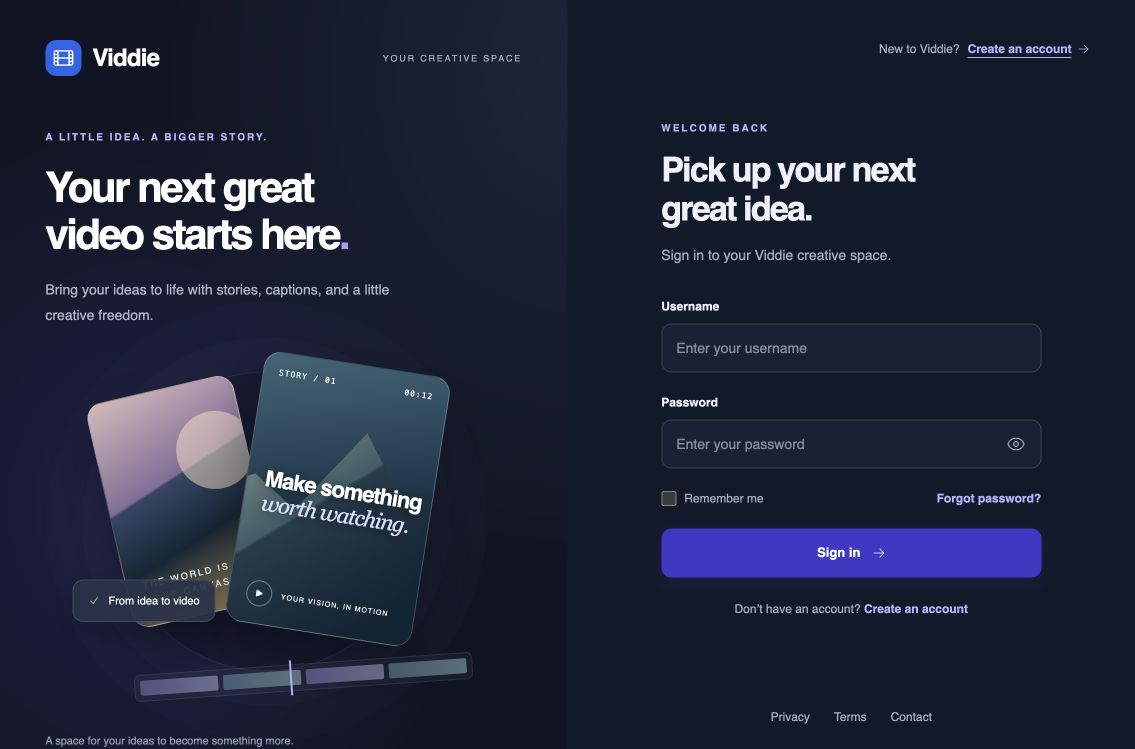 Viddie
YOUR CREATIVE SPACE
A LITTLE IDEA. A BIGGER STORY.
Your next great
video starts here.
Bring your ideas to life with stories, captions, and a little
creative freedom.
STORY / 01
00:12
Make something
worth watching.
YOUR VISION, IN MOTION
WORLD IS
From idea to video
A space for your ideas to become something more.
New to Viddie? Create an account →
WELCOME BACK
Pick up your next
great idea.
Sign in to your Viddie creative space.
Username
Enter your username
Password
Enter your password
Remember me
Forgot password?
Sign in →
Don't have an account? Create an account
Privacy
Terms
Contact